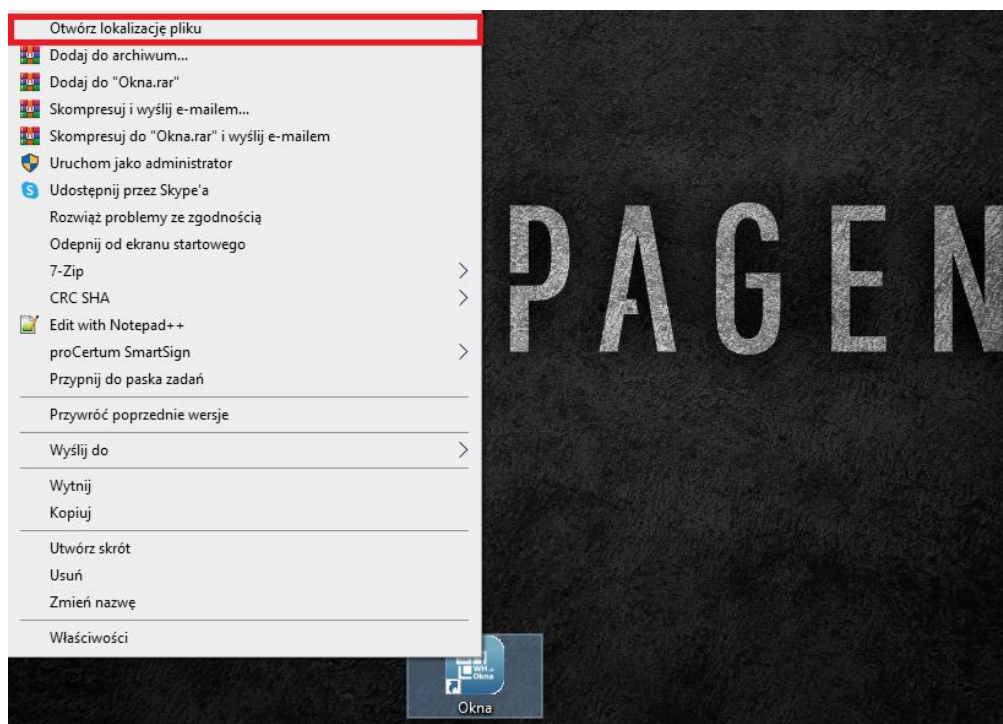 Otwórz lokalizację pliku
Dodaj do archiwum...
Dodaj do "Okna.rar"
Skompresuj i wyślij e-mailem...
Skompresuj do "Okna.rar" i wyślij e-mailem
Uruchom jako administrator
Udostępnij przez Skype'a
Rozwiąż problemy ze zgodnością
Odepnij od ekranu startowego
7-Zip
CRC SHA
Edit with Notepad++
proCertum SmartSign
Przypnij do paska zadań
Przywróć poprzednie wersje
Wyślij do
Wytnij
Kopiuj
Utwórz skrót
Usuń
Zmień nazwę
Właściwości
PAGEN
WH
Okna
Okna